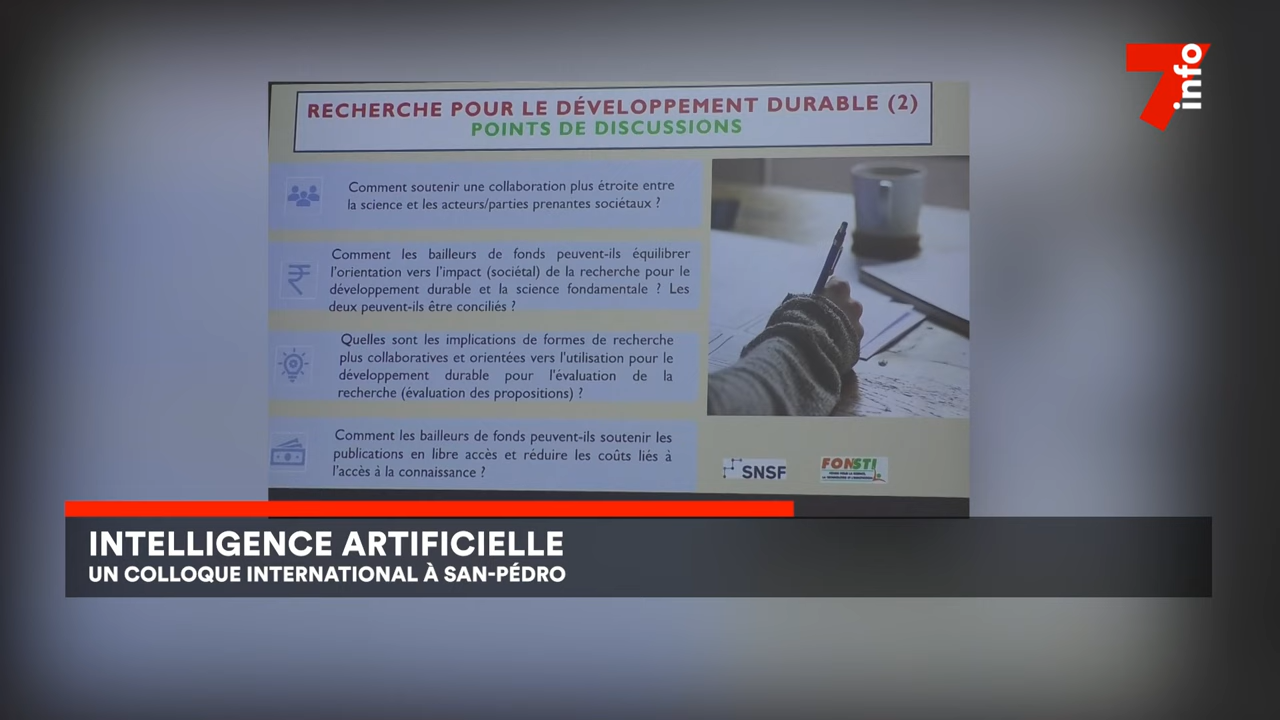 7 info
RECHERCHE POUR LE DÉVELOPPEMENT DURABLE (2)
POINTS DE DISCUSSIONS
Comment soutenir une collaboration plus étroite entre
la science et les acteurs/parties prenantes sociétaux ?
Comment les bailleurs de fonds peuvent-ils équilibrer
l'orientation vers l'impact (sociétal) de la recherche pour le
développement durable et la science fondamentale ? Les
deux peuvent-ils être conciliés ?
Quelles sont les implications de formes de recherche
plus collaboratives et orientées vers l'utilisation pour le
développement durable pour l'évaluation de la
recherche (évaluation des propositions) ?
Comment les bailleurs de fonds peuvent-ils soutenir les
publications en libre accès et réduire les coûts liés à
l'accès à la connaissance ?
SNSF
FONSTI
INTELLIGENCE ARTIFICIELLE
UN COLLOQUE INTERNATIONAL À SAN-PÉDRO